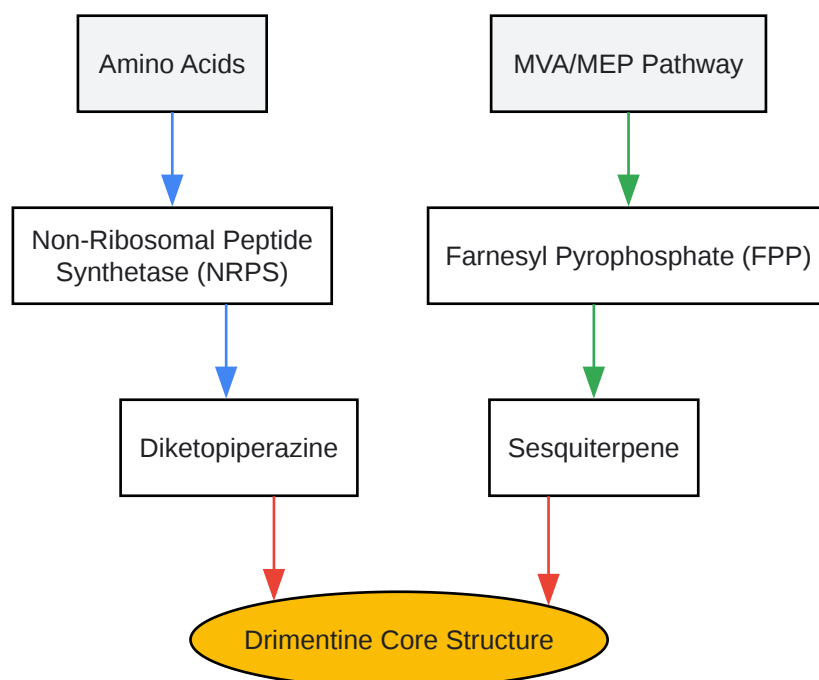 Amino Acids
MVA/MEP Pathway
Non-Ribosomal Peptide
Synthetase (NRPS)
Farnesyl Pyrophosphate (FPP)
Diketopiperazine
Sesquiterpene
Drimentine Core Structure